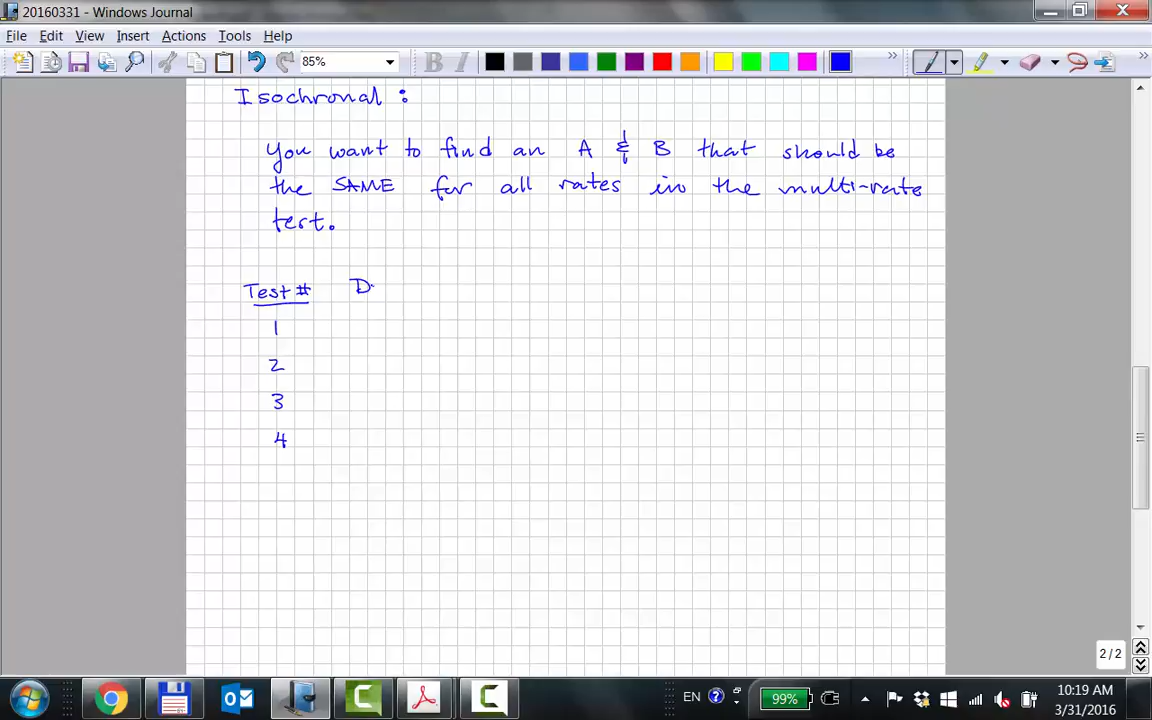 20160331 - Windows Journal
File Edit View Insert Actions Tools Help
85%
B I
Isochronal :
You want to find an A & B that should be
the SAME for all rates in the multi-rate
test.
Test # D
1
2
3
4
2 / 2
EN 99% 10:19 AM
3/31/2016